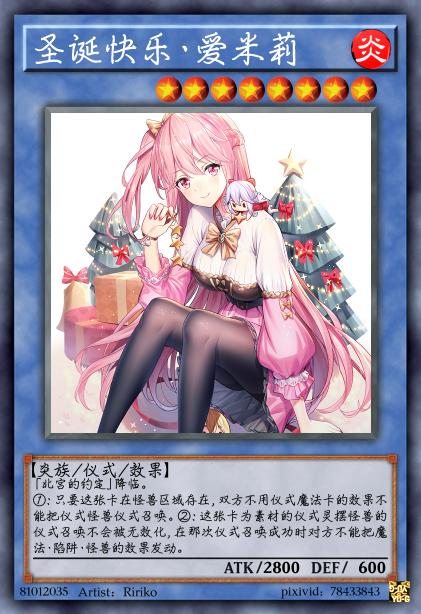 圣诞快乐·爱米莉
炎
【炎族/仪式/效果】
「此宫的约定」降临。
①:只要这张卡在怪兽区域存在,双方不用仪式魔法卡的效果不
能把仪式怪兽仪式召唤。②:这张卡为素材的仪式灵摆怪兽的
仪式召唤不会被无效化,在那次仪式召唤成功时对方不能把魔
法·陷阱·怪兽的效果发动。
ATK/2800 DEF/ 600
81012035 Artist: Ririko pixivid: 78433843